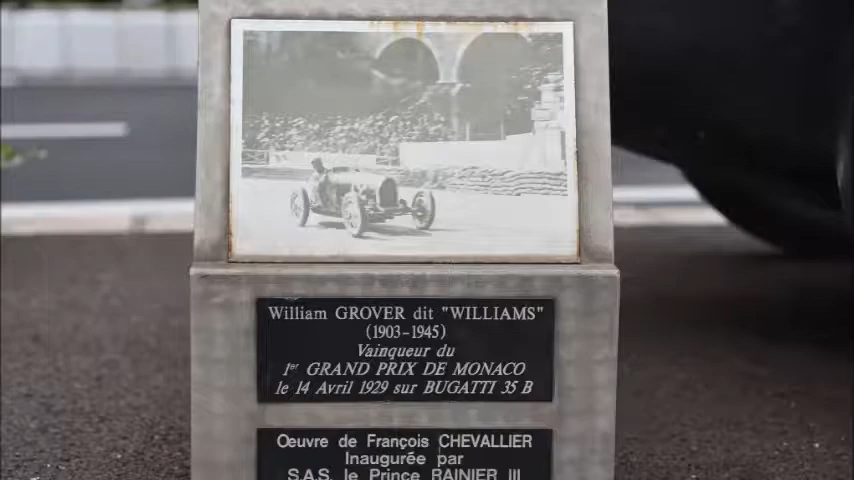 William GROVER dit "WILLIAMS"
(1903-1945)
Vainqueur du
1er GRAND PRIX DE MONACO
le 14 Avril 1929 sur BUGATTI 35 B
Œuvre de François CHEVALLIER
Inaugurée par
S.A.S. le Prince RAINIER III